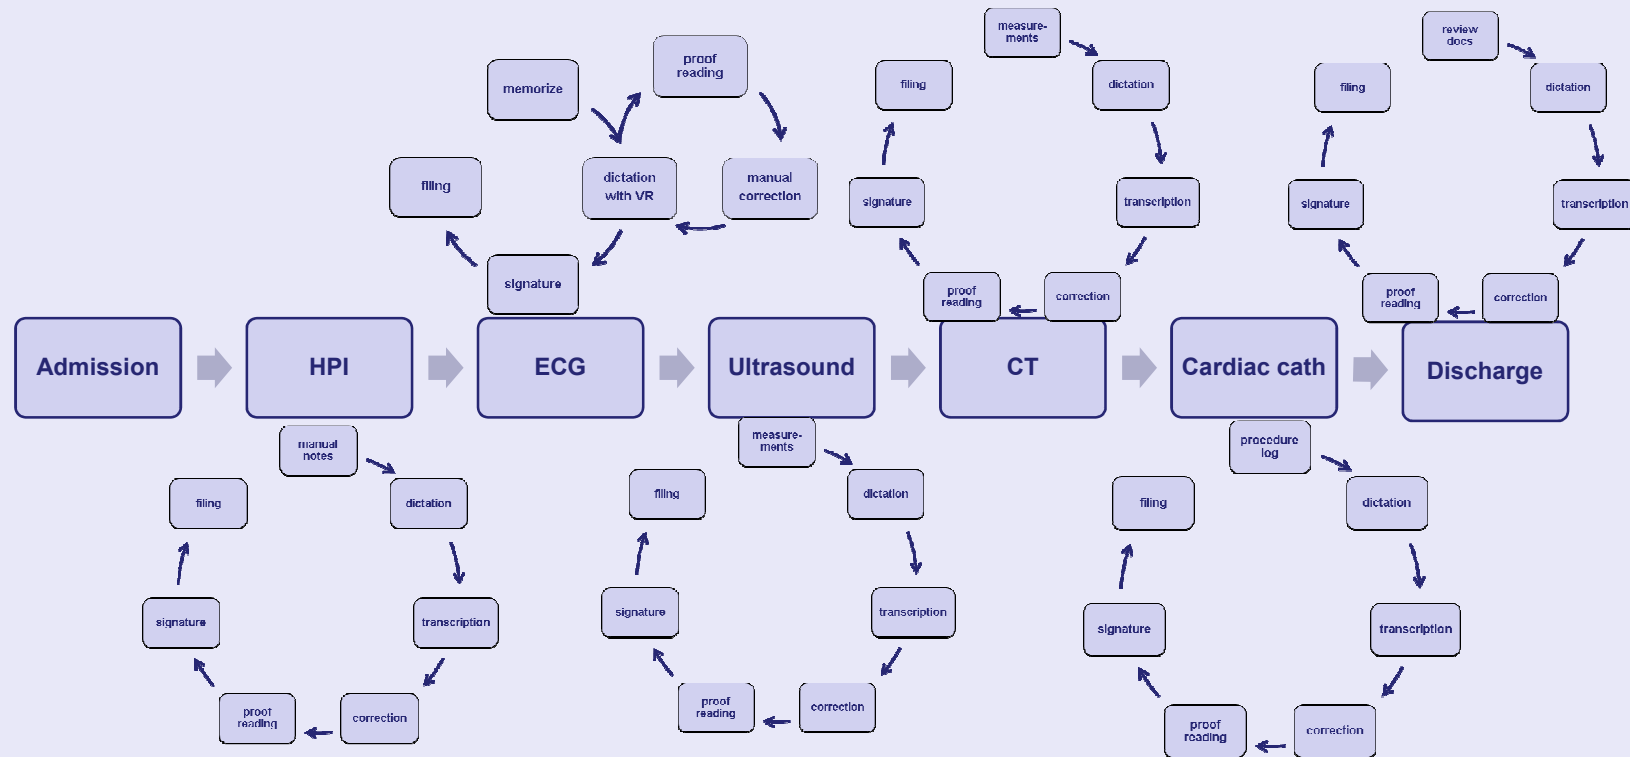 memorize
proof
reading
filing
dictation
with VR
manual
correction
signature
measure-
ments
filing
dictation
signature
transcription
proof
reading
correction
review
docs
filing
dictation
signature
transcription
proof
reading
correction
Admission
HPI
ECG
Ultrasound
CT
Cardiac cath
Discharge
manual
notes
filing
dictation
signature
transcription
proof
reading
correction
measure-
ments
filing
dictation
signature
transcription
proof
reading
correction
procedure
log
filing
dictation
signature
transcription
proof
reading
correction